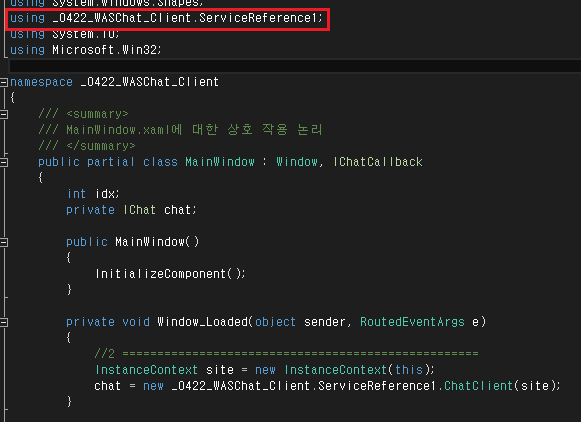 using System.Windows.Shapes;
using _0422_WASChat_Client.ServiceReference1;
using System.IO;
using Microsoft.Win32;
namespace _0422_WASChat_Client
{
/// <summary>
/// MainWindow.xaml에 대한 상호 작용 논리
/// </summary>
public partial class MainWindow : Window, IChatCallback
{
int idx;
private IChat chat;
public MainWindow()
{
InitializeComponent();
}
private void Window_Loaded(object sender, RoutedEventArgs e)
{
//2 ===================================================
InstanceContext site = new InstanceContext(this);
chat = new _0422_WASChat_Client.ServiceReference1.ChatClient(site);
}